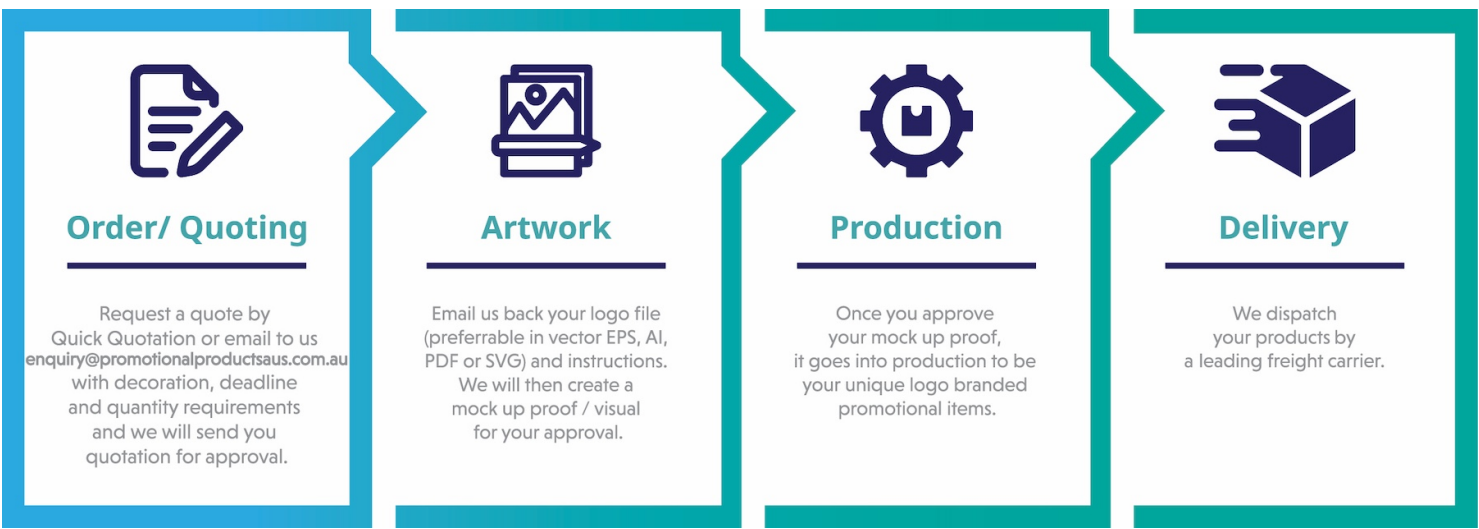 Order/ Quoting
Request a quote by
Quick Quotation or email to us
enquiry@promotionalproductsaus.com.au
with decoration, deadline
and quantity requirements
and we will send you
quotation for approval.
Artwork
Email us back your logo file
(preferrable in vector EPS, AI,
PDF or SVG) and instructions.
We will then create a
mock up proof / visual
for your approval.
Production
Once you approve
your mock up proof,
it goes into production to be
your unique logo branded
promotional items.
Delivery
We dispatch
your products by
a leading freight carrier.